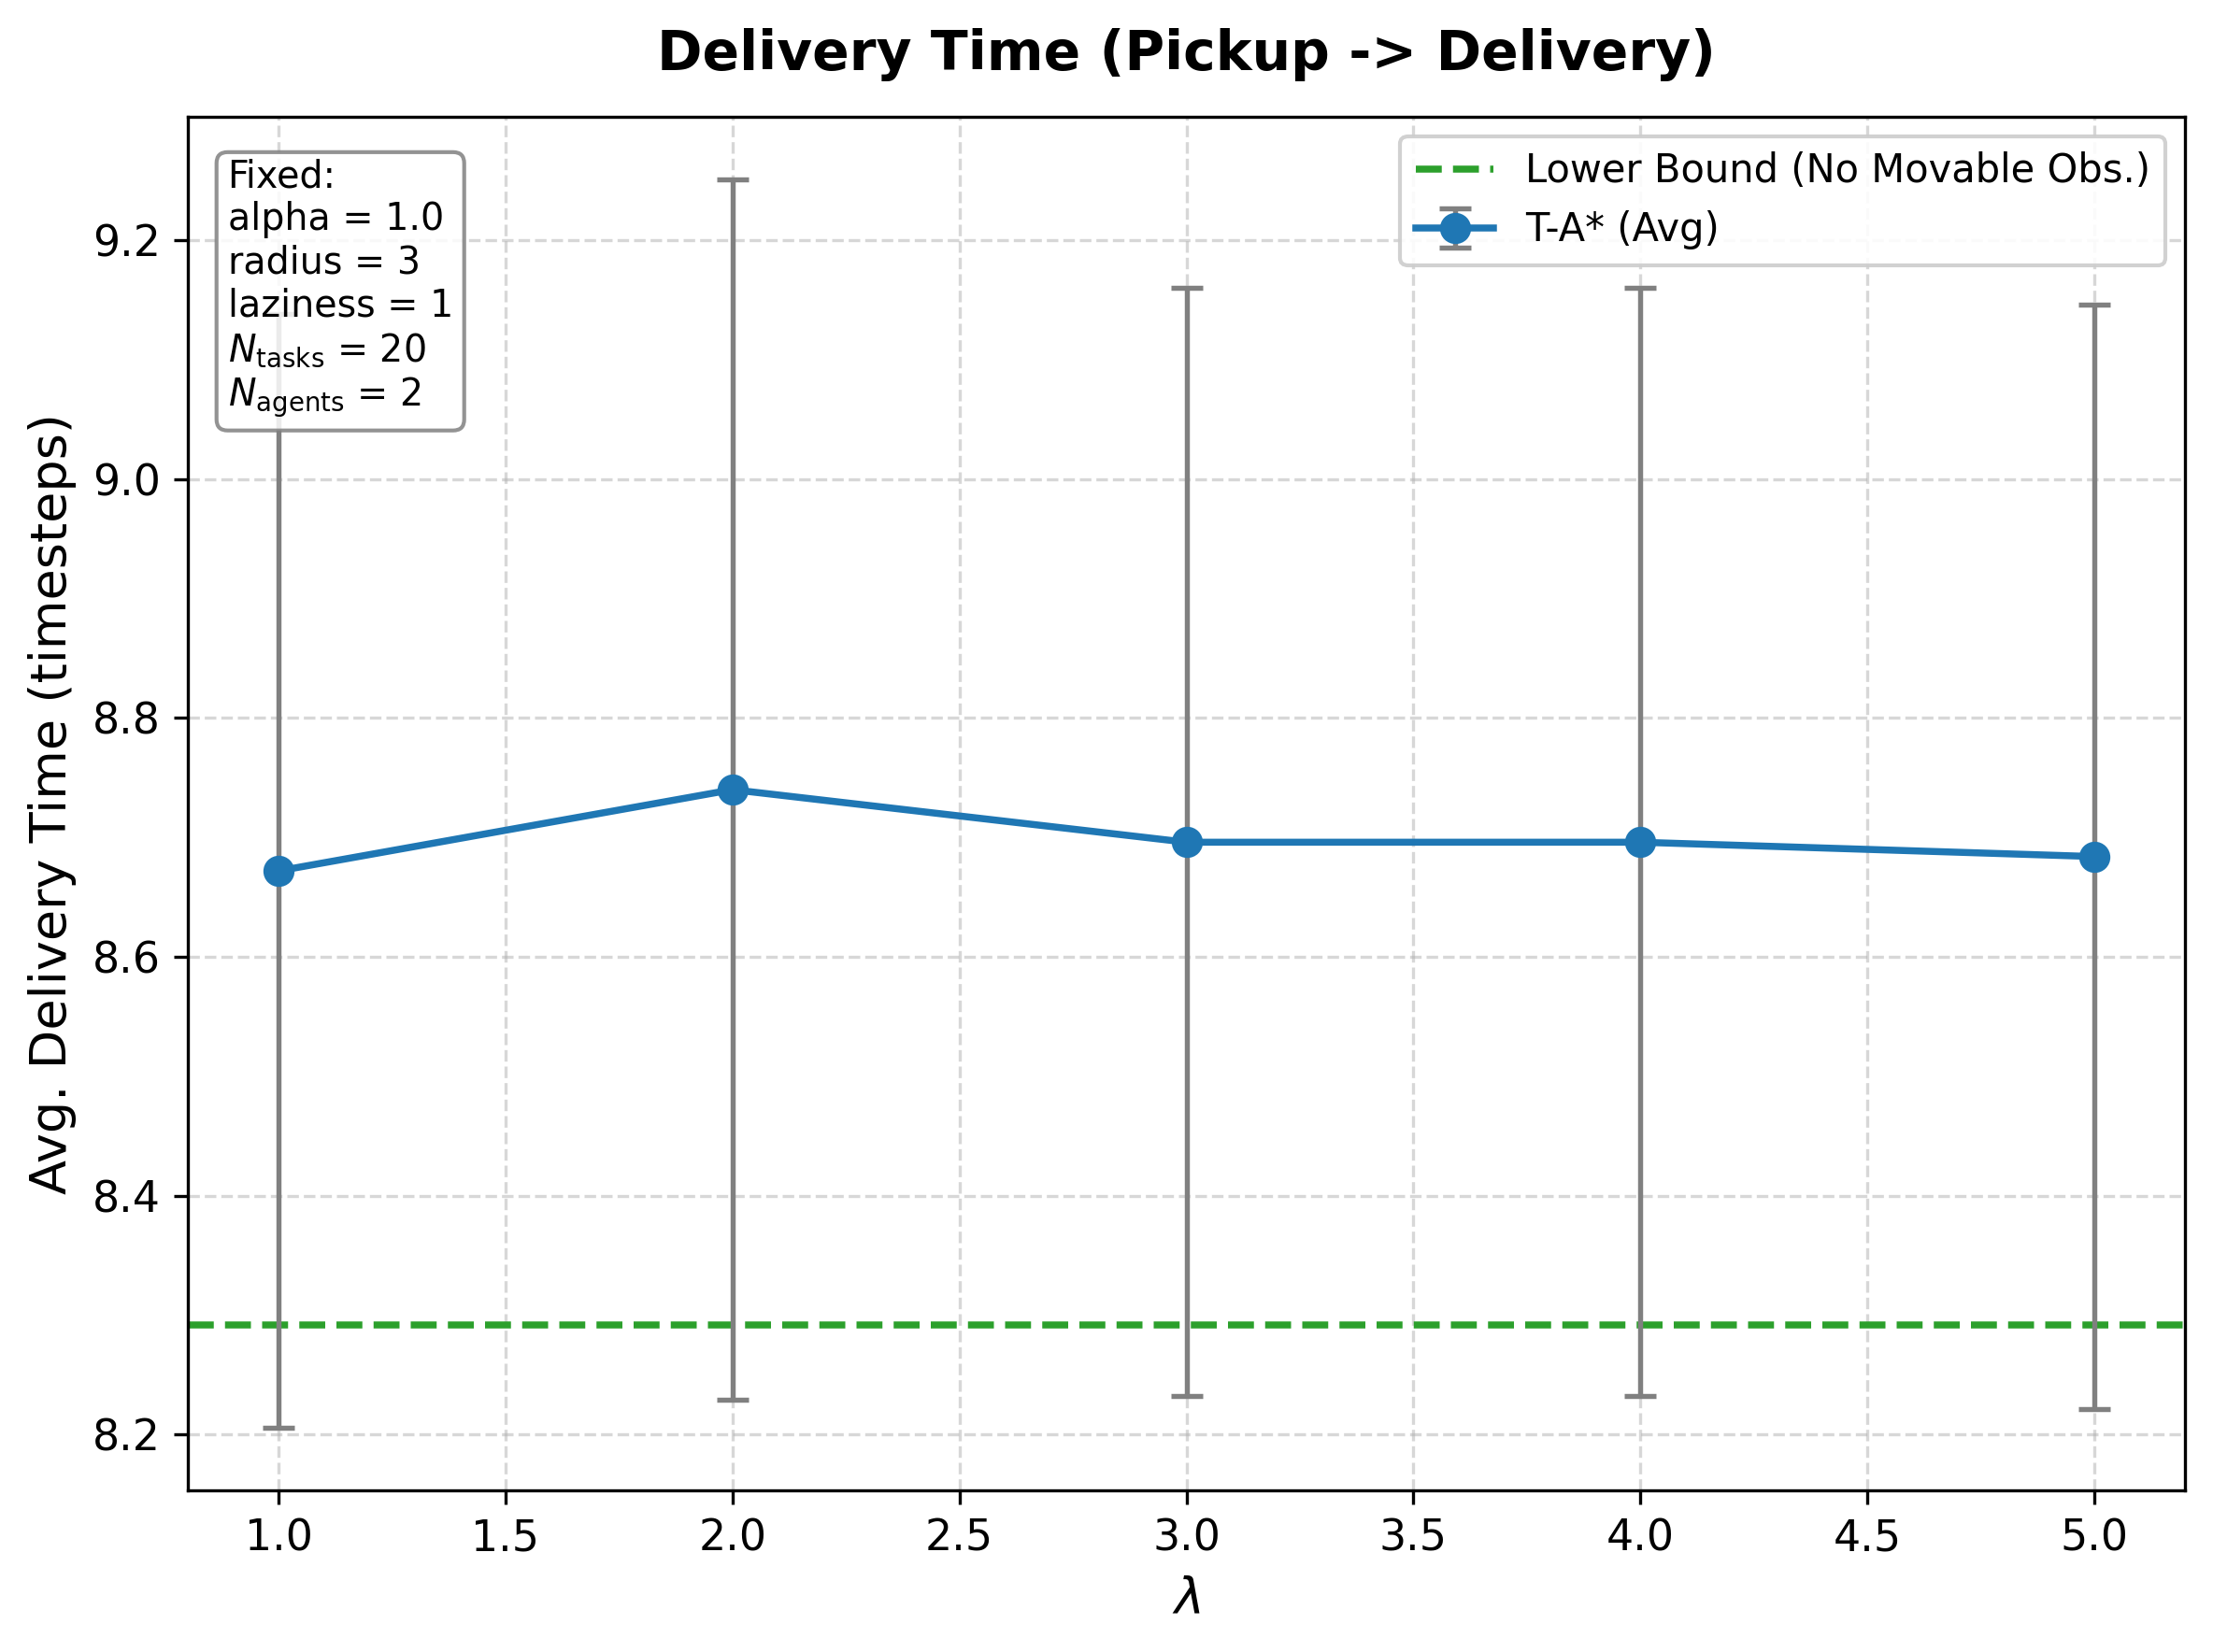 Delivery Time (Pickup -> Delivery)
Fixed:
alpha = 1.0
radius = 3
laziness = 1
N_tasks = 20
N_agents = 2
Lower Bound (No Movable Obs.)
T-A* (Avg)
Avg. Delivery Time (timesteps)
9.2
9.0
8.8
8.6
8.4
8.2
1.0 1.5 2.0 2.5 3.0 3.5 4.0 4.5 5.0
λ